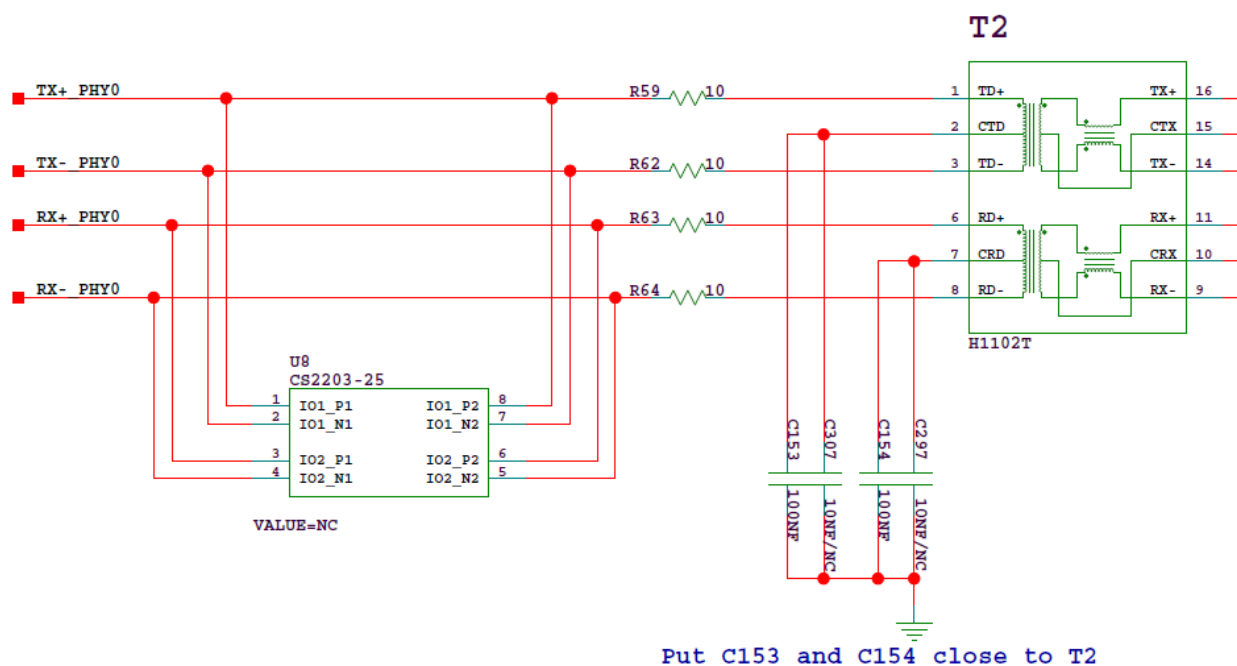 T2
TX+_PHY0 R59 10 1 TD+ TX+ 16
2 CTD CTX 15
TX-_PHY0 R62 10 3 TD- TX- 14
RX+_PHY0 R63 10 6 RD+ RX+ 11
7 CRD CRX 10
RX-_PHY0 R64 10 8 RD- RX- 9
H1102T
U8
CS2203-25
1 IO1_P1 IO1_P2 8
2 IO1_N1 IO1_N2 7
3 IO2_P1 IO2_P2 6
4 IO2_N1 IO2_N2 5
VALUE=NC
C153 100NF
C307 10NF/NC
C154 100NF
C297 10NF/NC
Put C153 and C154 close to T2